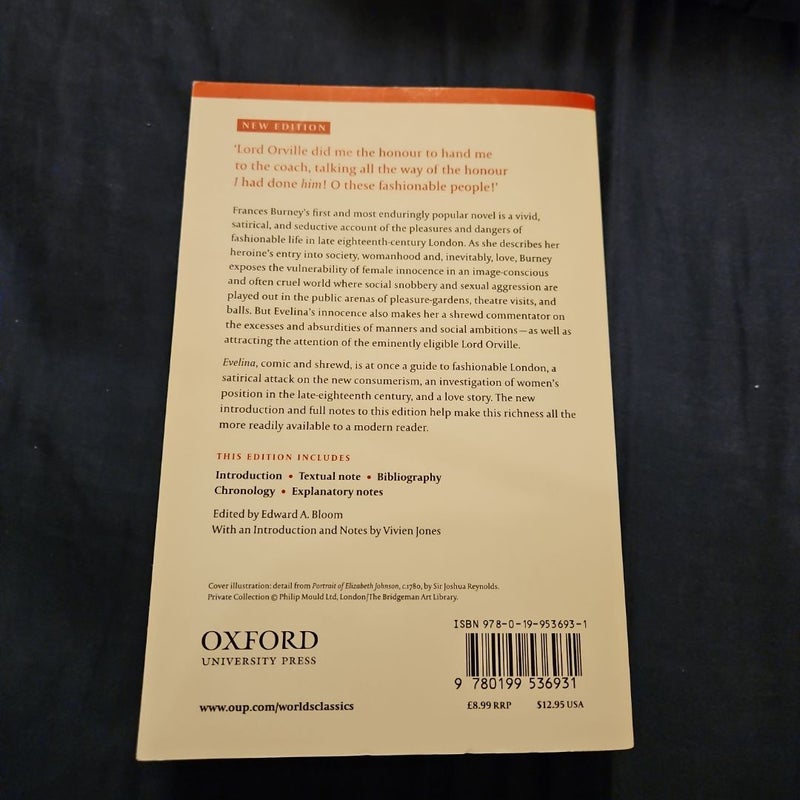 NEW EDITION
‘Lord Orville did me the honour to hand me
to the coach, talking all the way of the honour
I had done him! O these fashionable people!’
Frances Burney’s first and most enduringly popular novel is a vivid,
satirical, and seductive account of the pleasures and dangers of
fashionable life in late eighteenth-century London. As she describes her
heroine’s entry into society, womanhood and, inevitably, love, Burney
exposes the vulnerability of female innocence in an image-conscious
and often cruel world where social snobbery and sexual aggression are
played out in the public arenas of pleasure-gardens, theatre visits, and
balls. But Evelina’s innocence also makes her a shrewd commentator on
the excesses and absurdities of manners and social ambitions—as well as
attracting the attention of the eminently eligible Lord Orville.
Evelina, comic and shrewd, is at once a guide to fashionable London, a
satirical attack on the new consumerism, an investigation of women’s
position in the late-eighteenth century, and a love story. The new
introduction and full notes to this edition help make this richness all the
more readily available to a modern reader.
THIS EDITION INCLUDES
Introduction • Textual note • Bibliography
Chronology • Explanatory notes
Edited by Edward A. Bloom
With an Introduction and Notes by Vivien Jones
Cover illustration: detail from Portrait of Elizabeth Johnson, c.1780, by Sir Joshua Reynolds.
Private Collection © Philip Mould Ltd, London/The Bridgeman Art Library.
OXFORD
UNIVERSITY PRESS
www.oup.com/worldsclassics
ISBN 978-0-19-953693-1
9 780199 536931
£8.99 RRP $12.95 USA